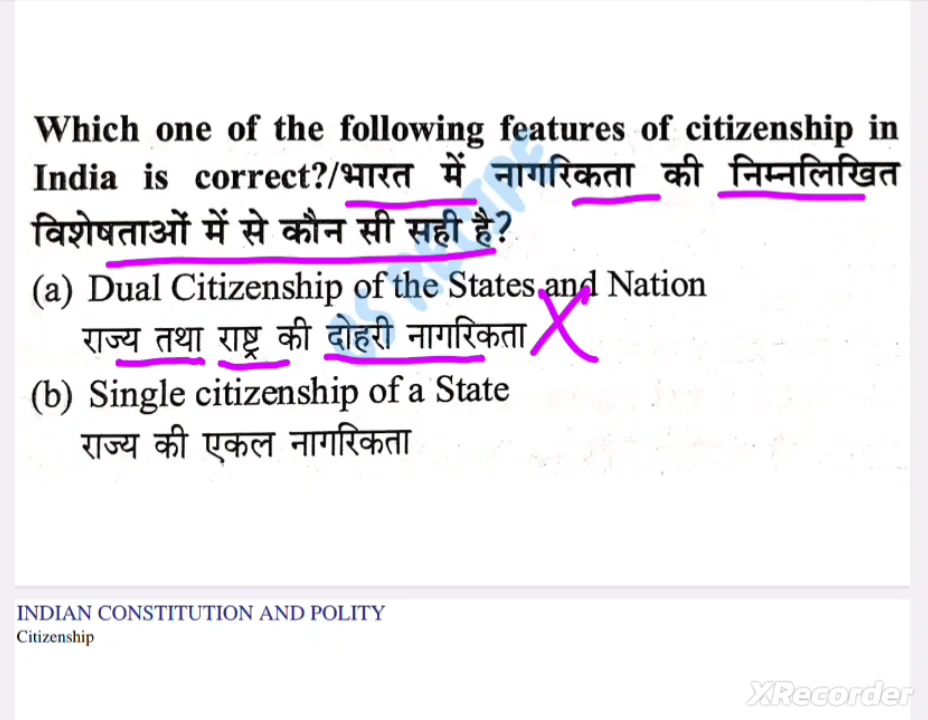 Which one of the following features of citizenship in
India is correct?/भारत में नागरिकता की निम्नलिखित
विशेषताओं में से कौन सी सही है?
(a) Dual Citizenship of the States and Nation
राज्य तथा राष्ट्र की दोहरी नागरिकता
(b) Single citizenship of a State
राज्य की एकल नागरिकता
INDIAN CONSTITUTION AND POLITY
Citizenship
XRecorder